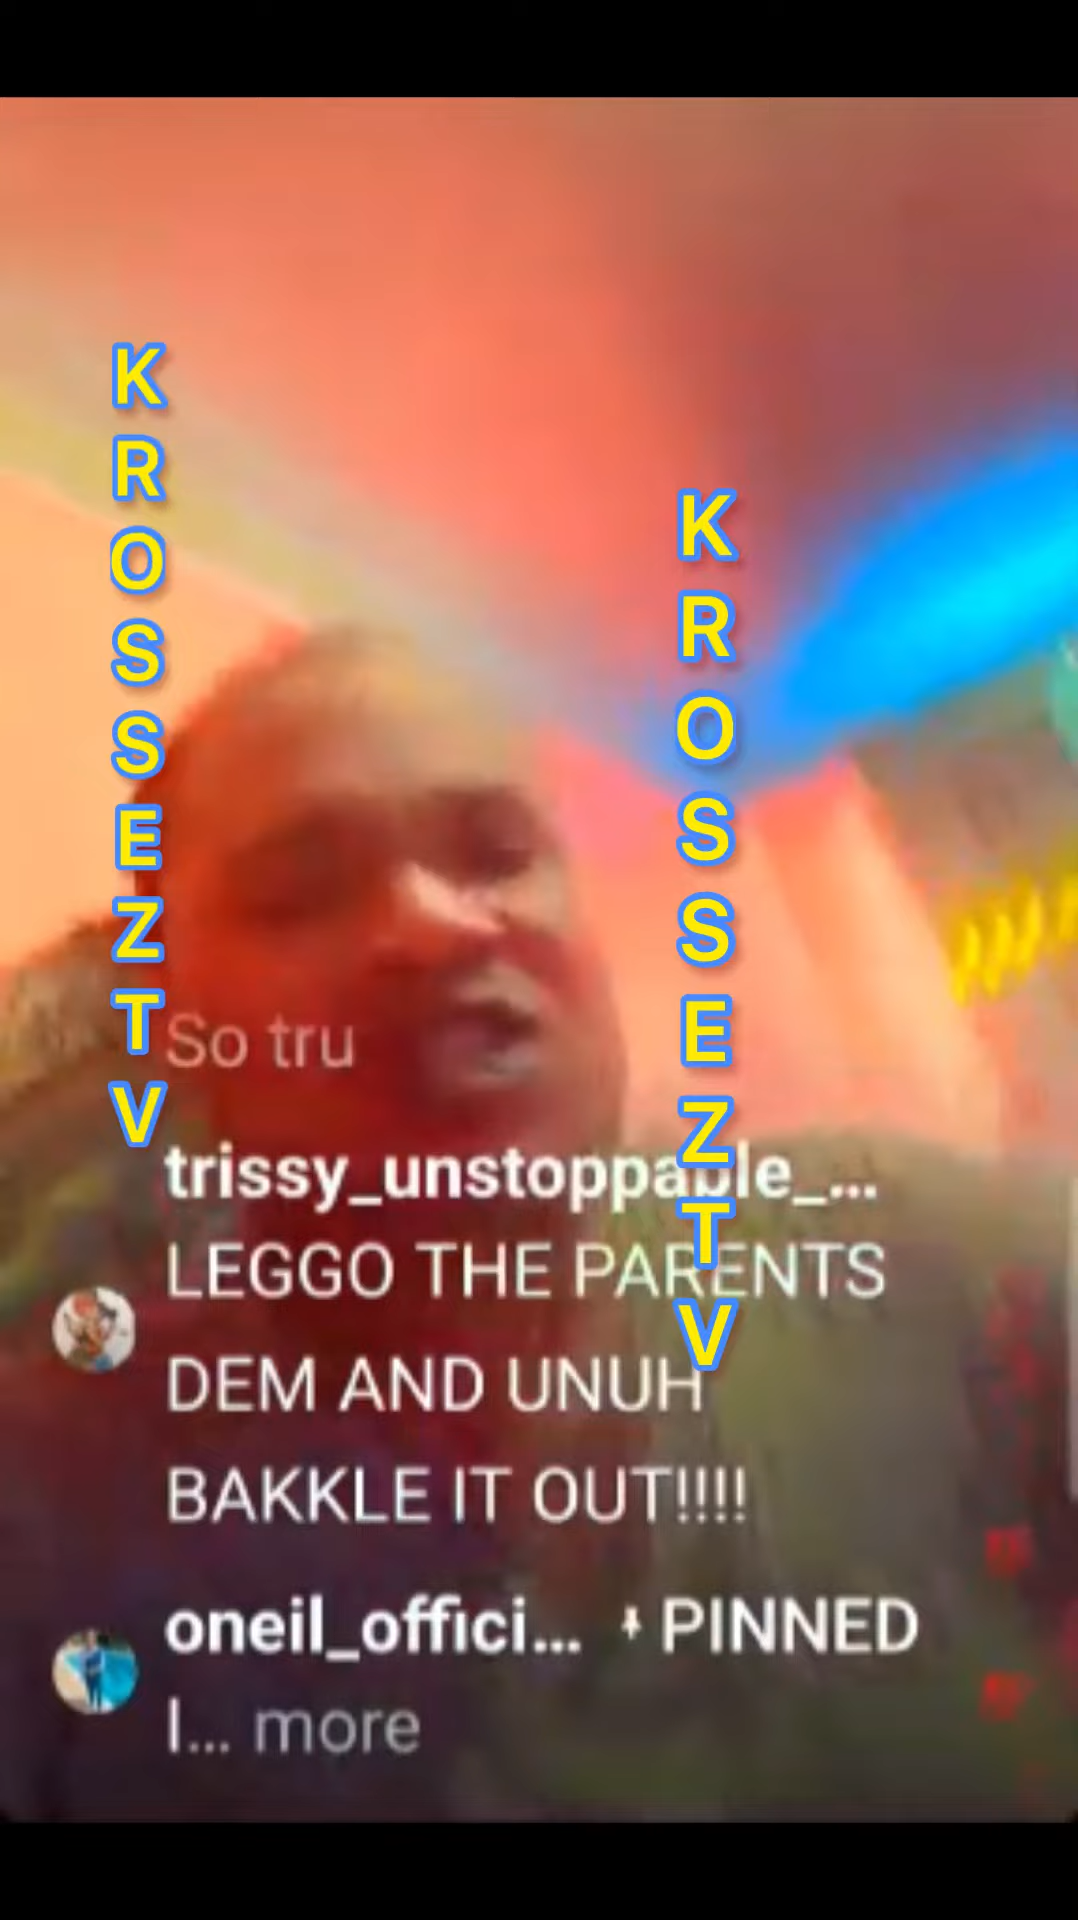 KROSSEZTV
KROSSEZTV
So tru
trissy_unstoppable_...
LEGGO THE PARENTS
DEM AND UNUH
BAKKLE IT OUT!!!!
oneil_offici... PINNED
I... more